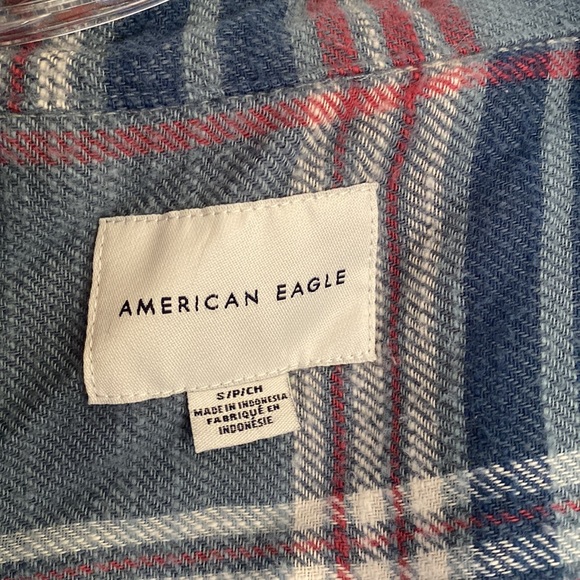 AMERICAN EAGLE
S/P/CH
MADE IN INDONESIA
FABRIQUÉ EN
INDONÉSIE